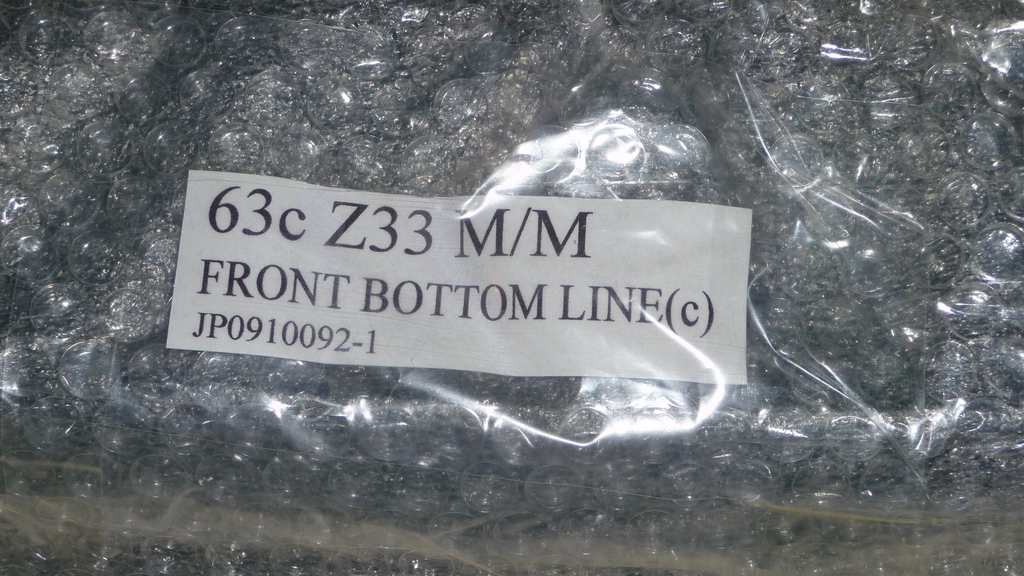 63c Z33 M/M
FRONT BOTTOM LINE(c)
JP0910092-1